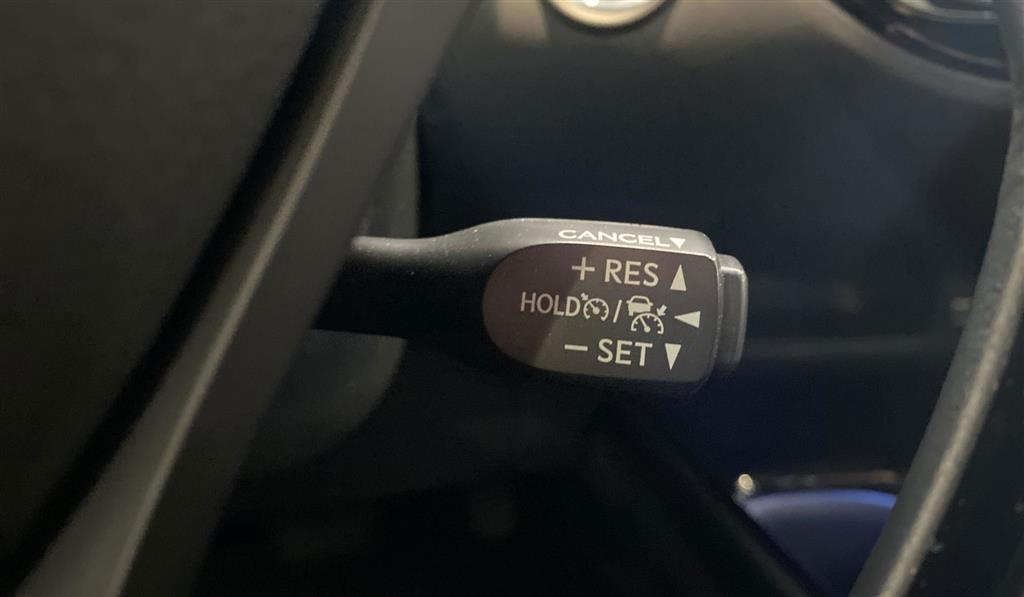 CANCEL▼
+ RES ▲
HOLD / ◀
− SET ▼